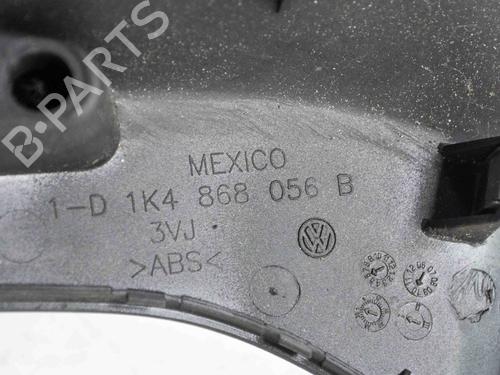 B-PARTS
MEXICO
1-D 1K4 868 056 B
3VJ
>ABS<